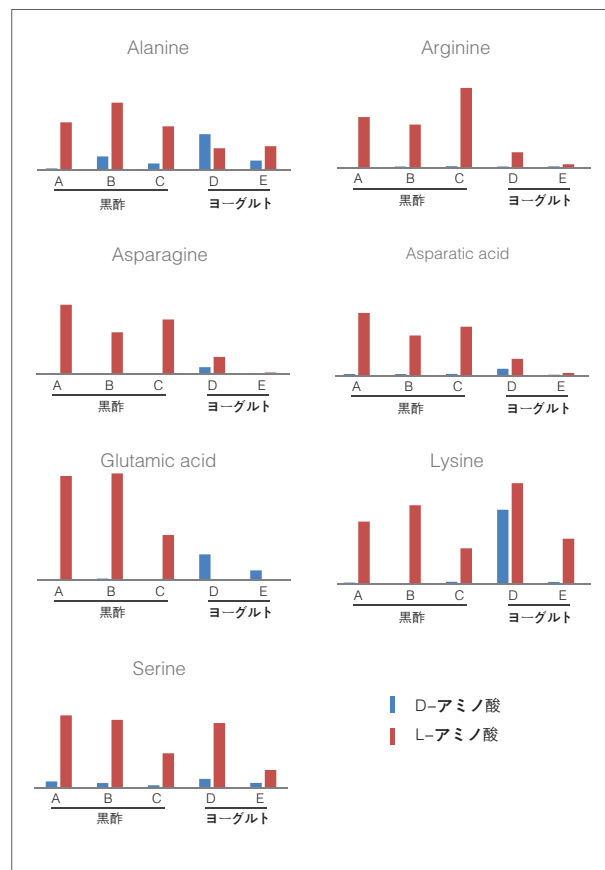 Alanine
A B C D E
黒酢 ヨーグルト
Arginine
A B C D E
黒酢 ヨーグルト
Asparagine
A B C D E
黒酢 ヨーグルト
Asparatic acid
A B C D E
黒酢 ヨーグルト
Glutamic acid
A B C D E
黒酢 ヨーグルト
Lysine
A B C D E
黒酢 ヨーグルト
Serine
A B C D E
黒酢 ヨーグルト
D–アミノ酸
L–アミノ酸